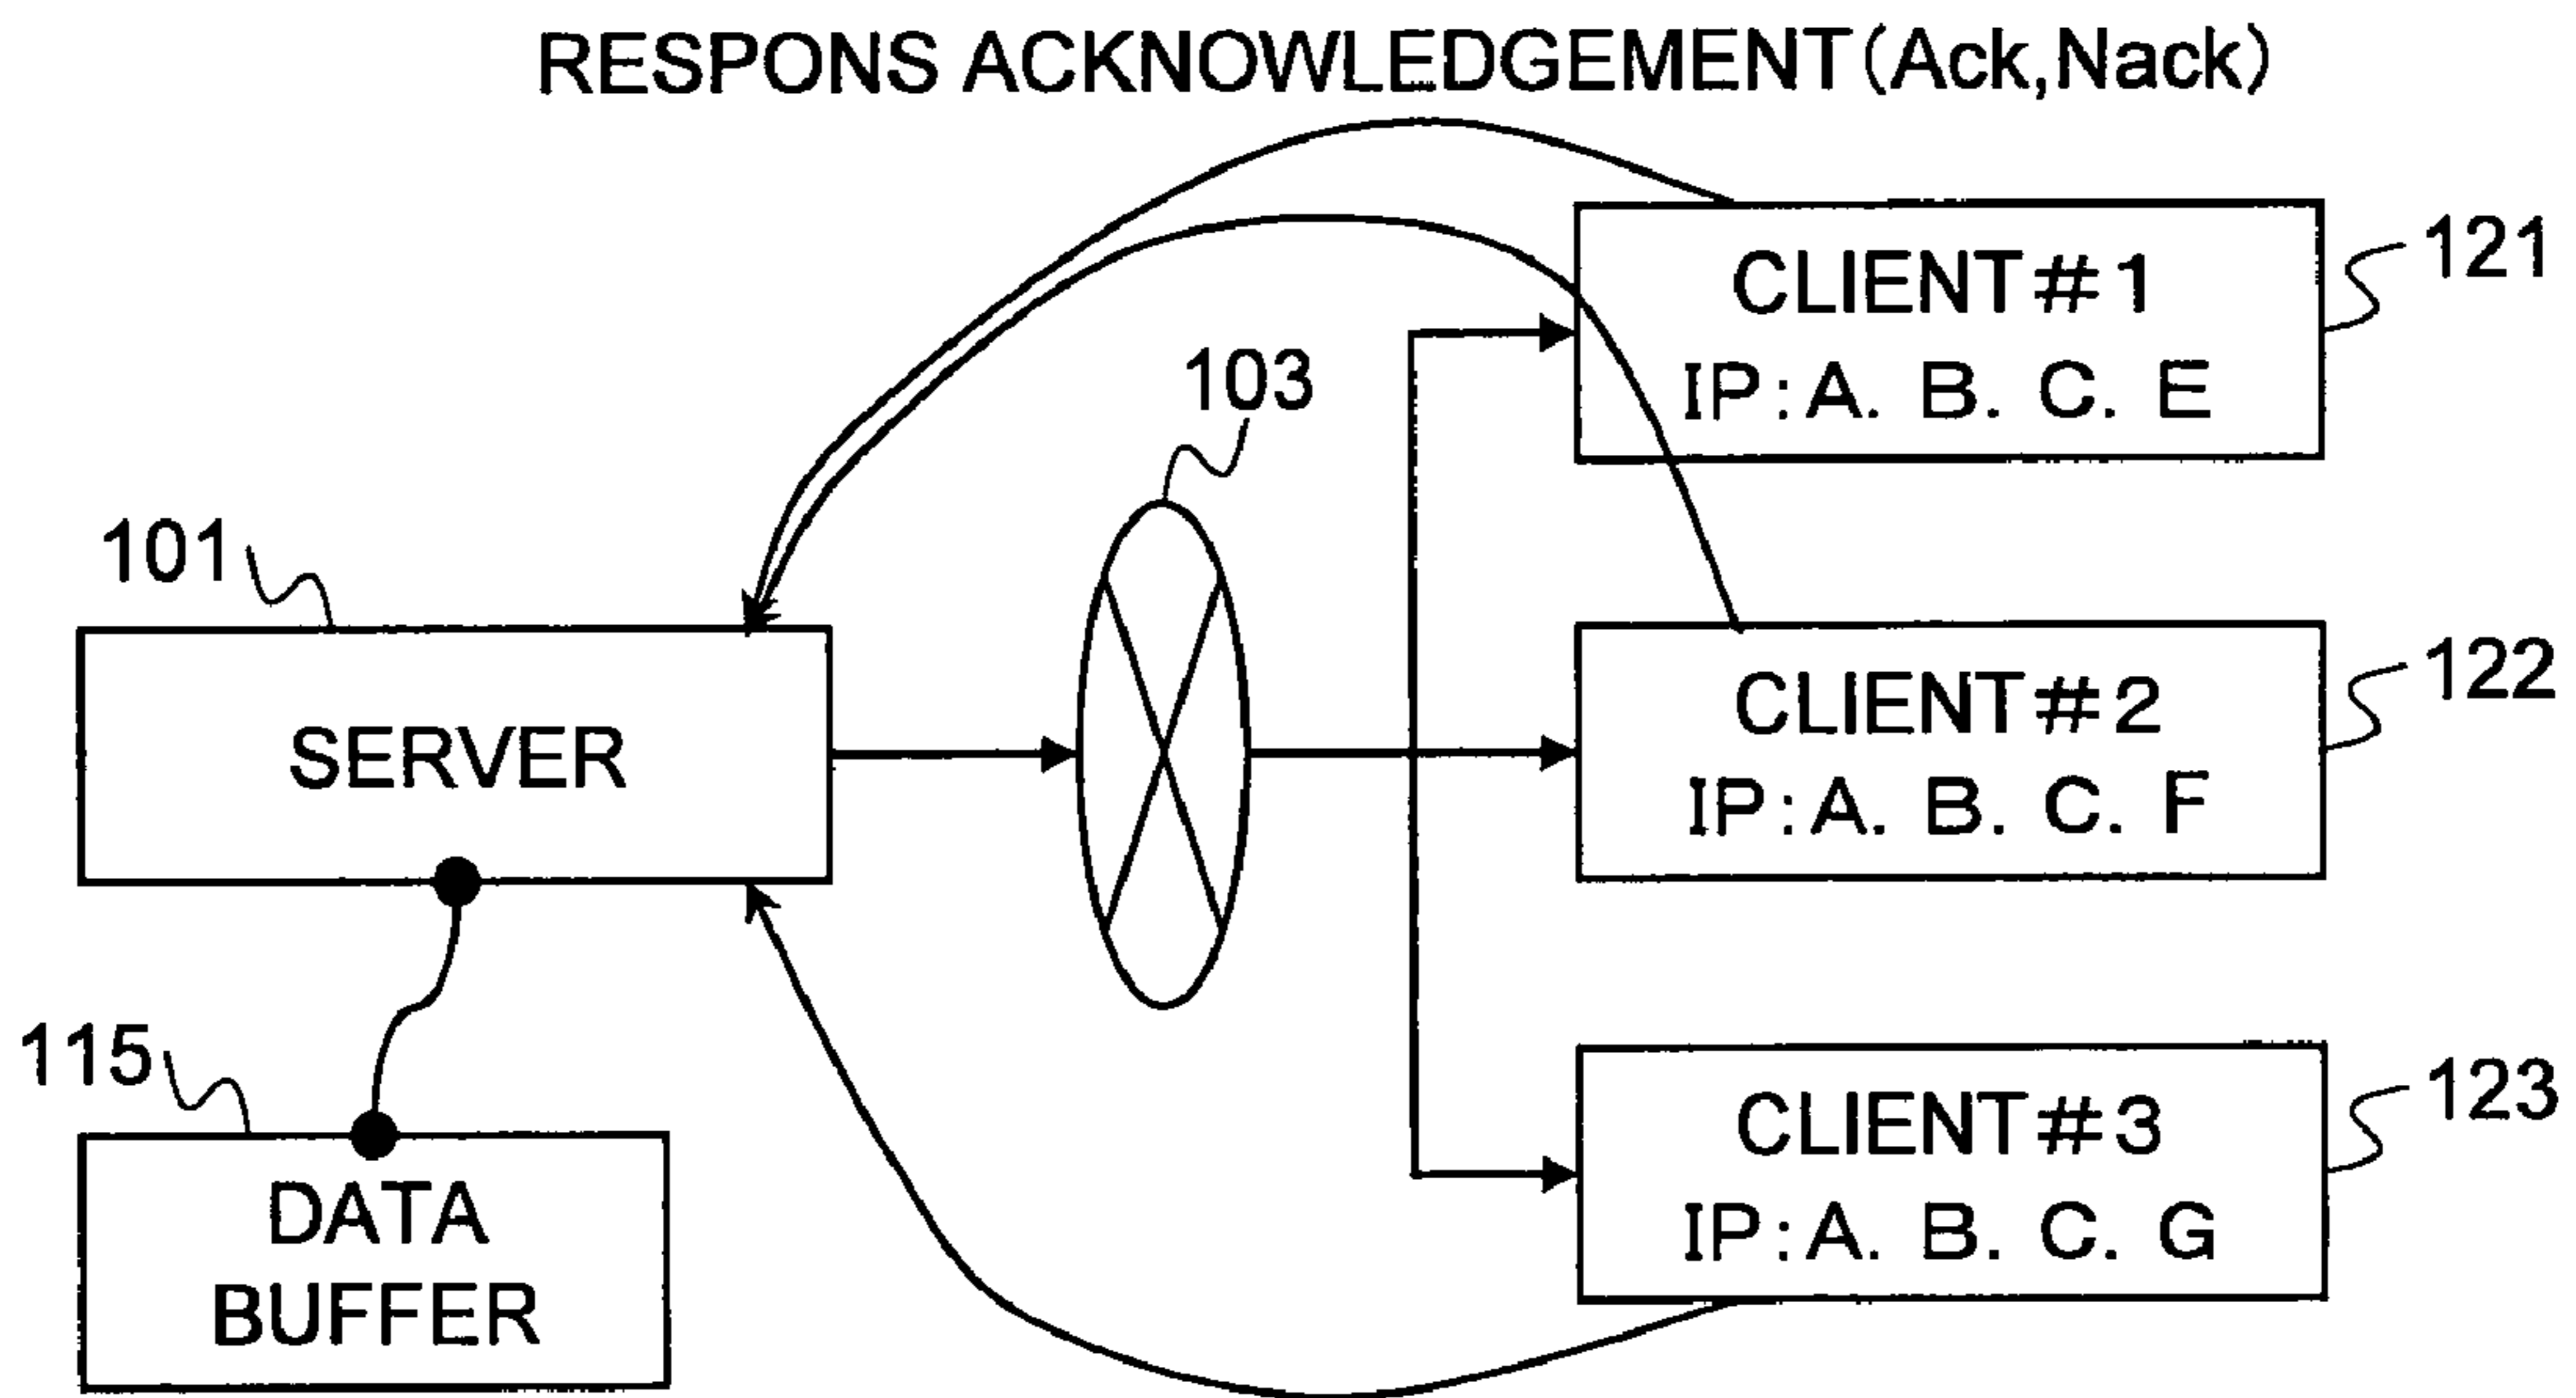 RESPONS ACKNOWLEDGEMENT(Ack,Nack)
CLIENT#1
IP:A. B. C. E
121
103
101
SERVER
CLIENT#2
IP:A. B. C. F
122
115
DATA
BUFFER
CLIENT#3
IP:A. B. C. G
123